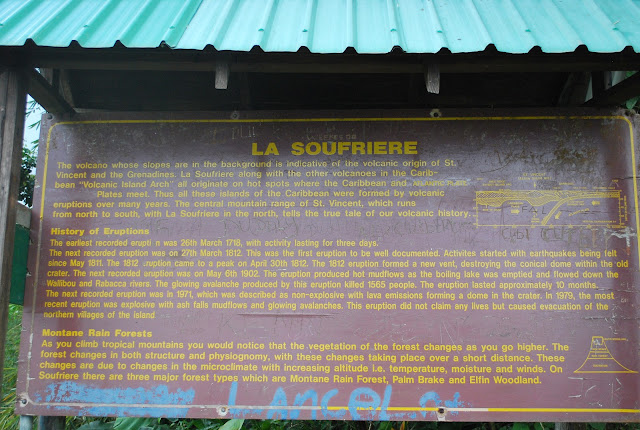 LA SOUFRIERE
The volcano whose slopes are in the background is indicative of the volcanic origin of St.
Vincent and the Grenadines. La Soufriere along with the other volcanoes in the Carib-
bean "Volcanic Island Arch" all originate on hot spots where the Caribbean and
Plates meet. Thus all these islands of the Caribbean were formed by volcanic
eruptions over many years. The central mountain range of St. Vincent, which runs
from north to south, with La Soufriere in the north, tells the true tale of our volcanic history.
History of Eruptions
The earliest recorded erupti n was 26th March 1718, with activity lasting for three days.
The next recorded eruption was on 27th March 1812. This was the first eruption to be well documented. Activites started with earthquakes being felt
since May 1811. The 1812 eruption came to a peak on April 30th 1812. The 1812 eruption formed a new vent, destroying the conical dome within the old
crater. The next recorded eruption was on May 6th 1902. The eruption produced hot mudflows as the boiling lake was emptied and flowed down the
Wallibou and Rabacca rivers. The glowing avalanche produced by this eruption killed 1565 people. The eruption lasted approximately 10 months.
The next recorded eruption was in 1971, which was described as non-explosive with lava emissions forming a dome in the crater. In 1979, the most
recent eruption was explosive with ash falls mudflows and glowing avalanches. This eruption did not claim any lives but caused evacuation of the
northern villages of the island
Montane Rain Forests
As you climb tropical mountains you would notice that the vegetation of the forest changes as you go higher. The
forest changes in both structure and physiognomy, with these changes taking place over a short distance. These
changes are due to changes in the microclimate with increasing altitude i.e. temperature, moisture and winds. On
Soufriere there are three major forest types which are Montane Rain Forest, Palm Brake and Elfin Woodland.